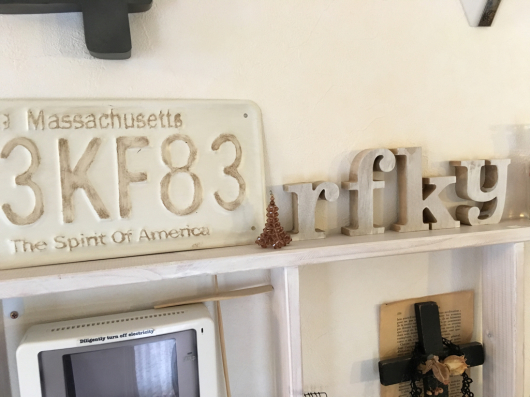 Massachusetts
3KF83
The Spirit Of America
rfky
Diligently turn off electricity